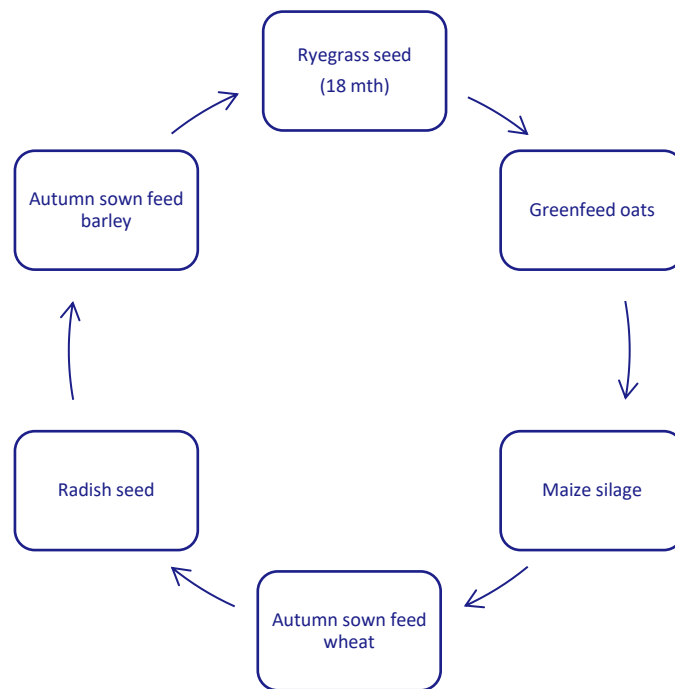 Ryegrass seed
(18 mth)
Greenfeed oats
Maize silage
Autumn sown feed
wheat
Radish seed
Autumn sown feed
barley